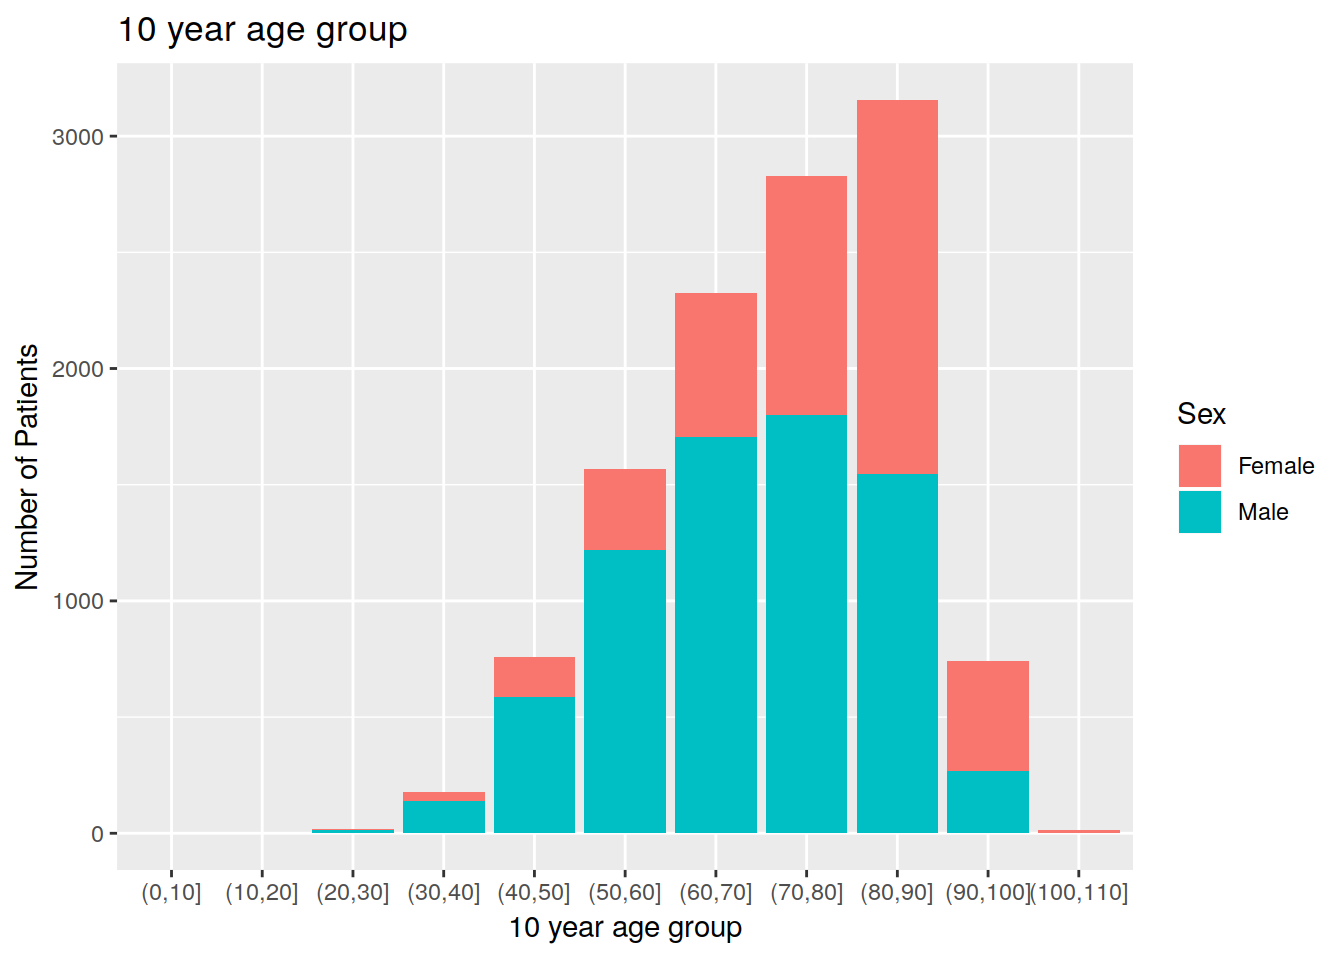 10 year age group
3000
2000
1000
0
Number of Patients
(0,10] (10,20] (20,30] (30,40] (40,50] (50,60] (60,70] (70,80] (80,90] (90,100] (100,110]
10 year age group
Sex
Female
Male